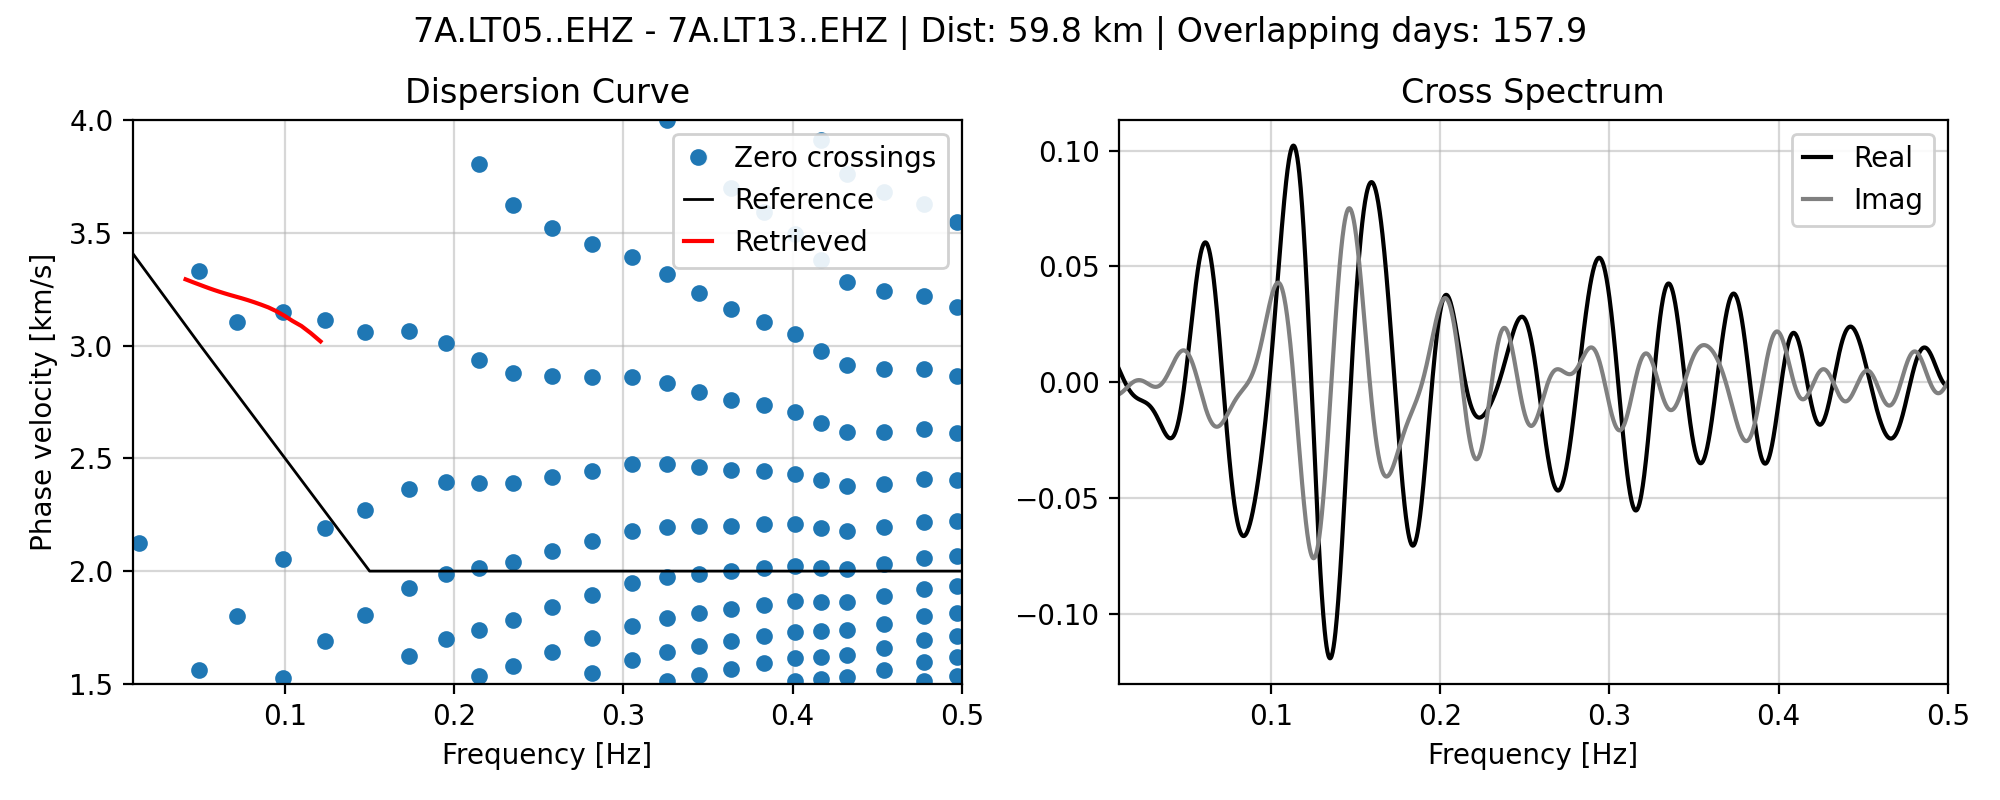 7A.LT05..EHZ - 7A.LT13..EHZ | Dist: 59.8 km | Overlapping days: 157.9
Dispersion Curve
4.0
3.5
3.0
2.5
2.0
1.5
0.1
0.2
0.3
0.4
0.5
Phase velocity [km/s]
Frequency [Hz]
Zero crossings
Reference
Retrieved
Cross Spectrum
0.10
0.05
0.00
−0.05
−0.10
0.1
0.2
0.3
0.4
0.5
Frequency [Hz]
Real
Imag